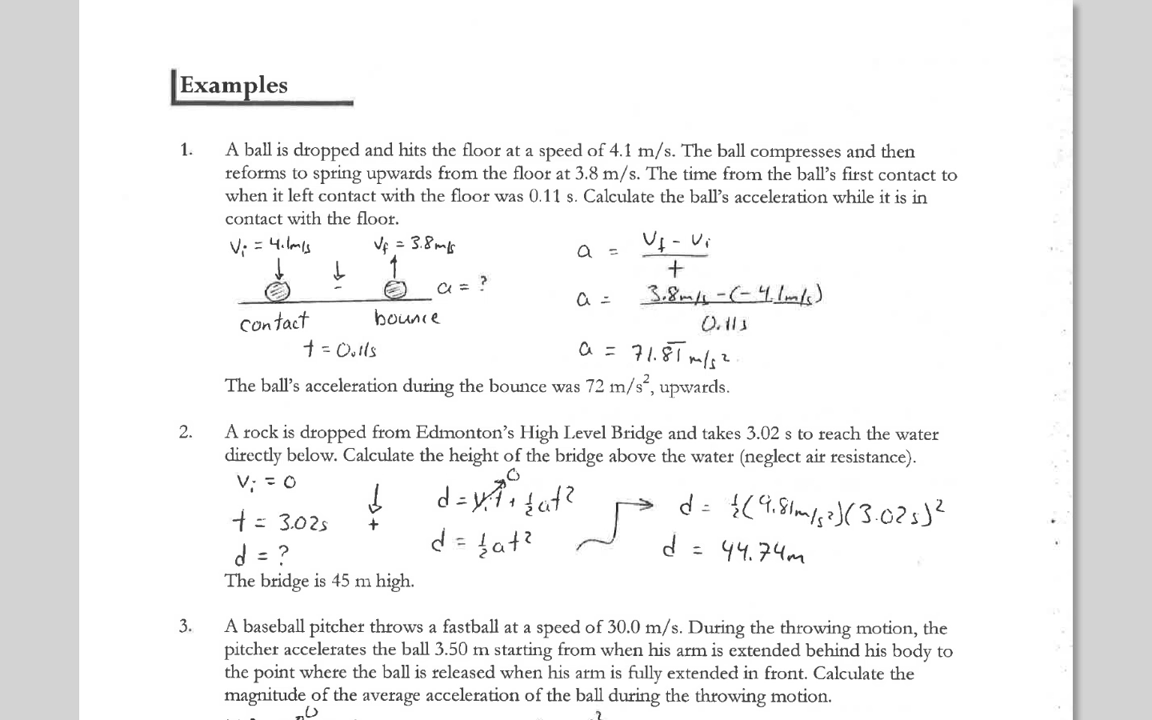 Examples
1. A ball is dropped and hits the floor at a speed of 4.1 m/s. The ball compresses and then
reforms to spring upwards from the floor at 3.8 m/s. The time from the ball's first contact to
when it left contact with the floor was 0.11 s. Calculate the ball's acceleration while it is in
contact with the floor.
Vi = 4.1m/s Vf = 3.8m/s
a = ?
contact bounce
t = 0.11s
a = Vf - Vi / t
a = 3.8m/s - (-4.1m/s) / 0.11s
a = 71.81̅ m/s²
The ball's acceleration during the bounce was 72 m/s², upwards.
2. A rock is dropped from Edmonton's High Level Bridge and takes 3.02 s to reach the water
directly below. Calculate the height of the bridge above the water (neglect air resistance).
Vi = 0
t = 3.02s
d = ?
+
d = Vit + ½at²
0
d = ½at²
d = ½(9.81m/s²)(3.02s)²
d = 44.74m
The bridge is 45 m high.
3. A baseball pitcher throws a fastball at a speed of 30.0 m/s. During the throwing motion, the
pitcher accelerates the ball 3.50 m starting from when his arm is extended behind his body to
the point where the ball is released when his arm is fully extended in front. Calculate the
magnitude of the average acceleration of the ball during the throwing motion.